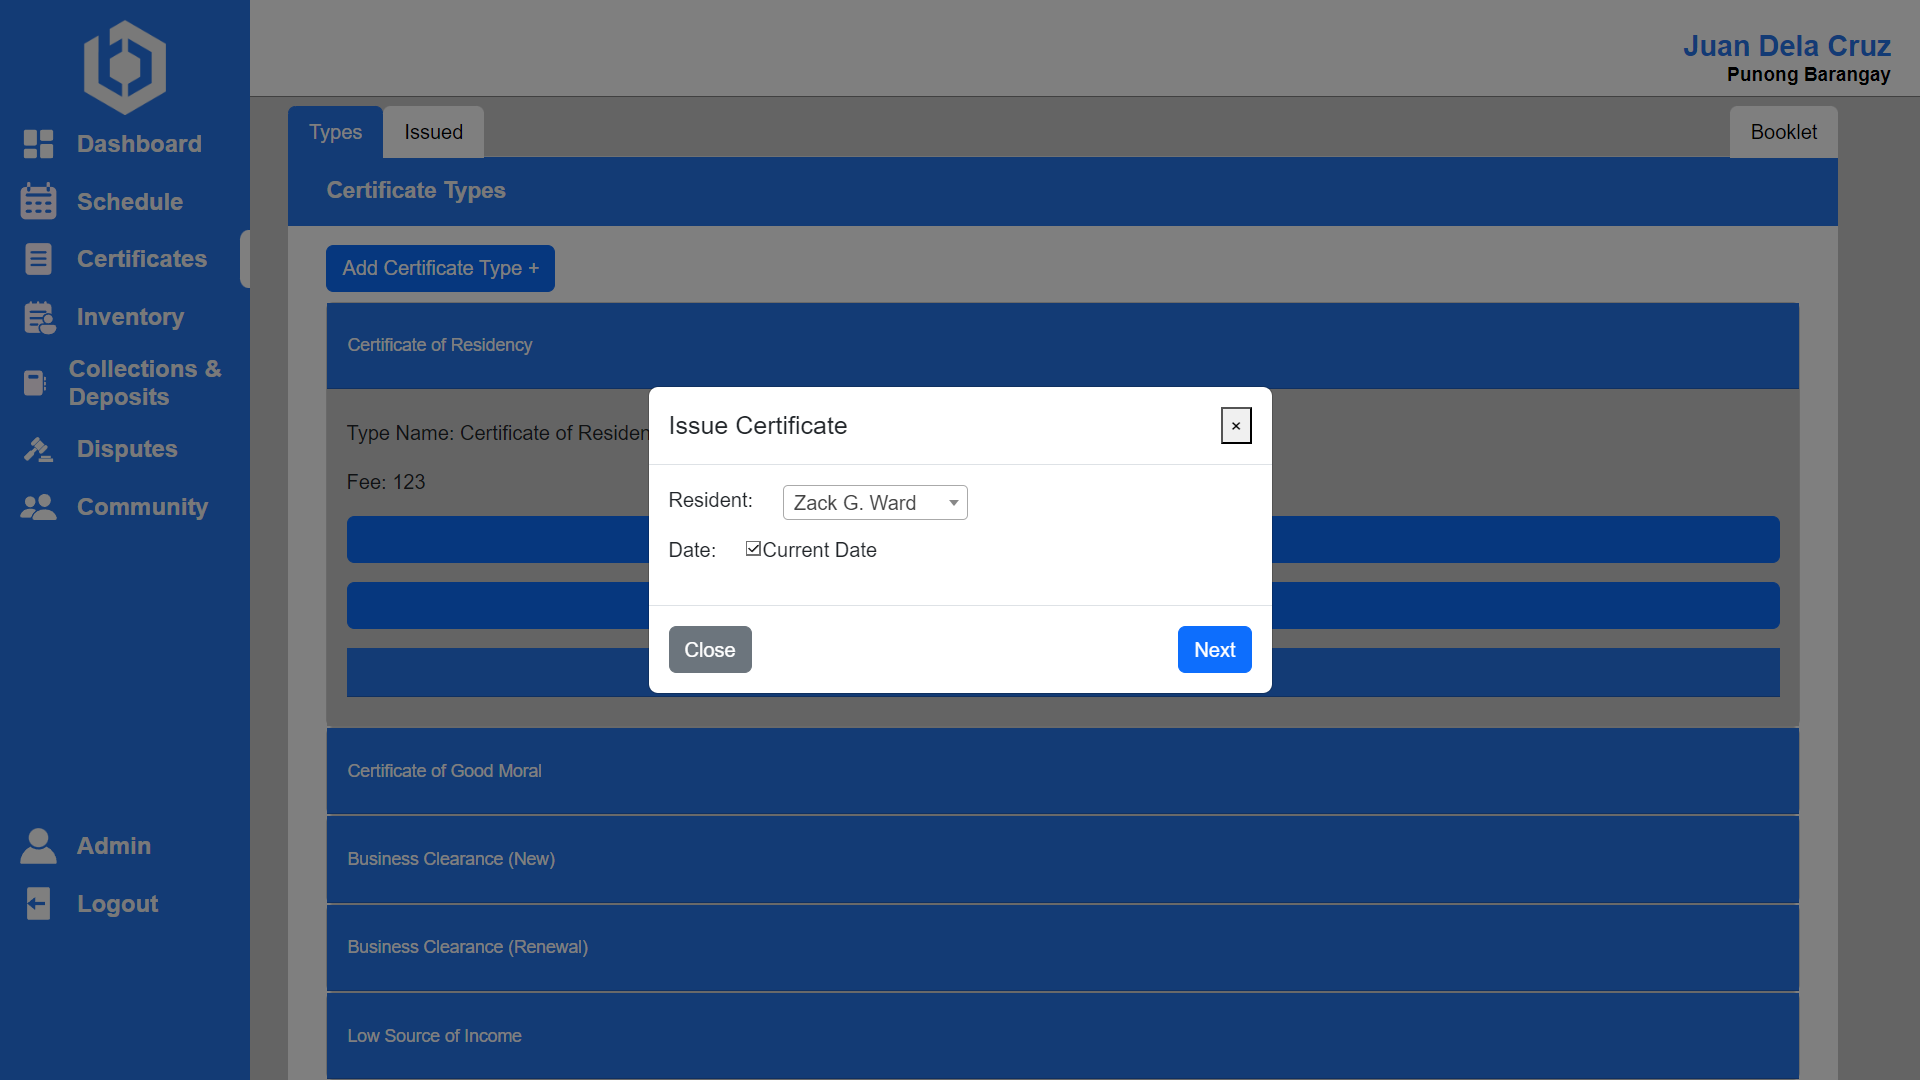 Juan Dela Cruz
Punong Barangay
Dashboard
Schedule
Certificates
Inventory
Collections &
Deposits
Disputes
Community
Admin
Logout
Types
Issued
Booklet
Certificate Types
Add Certificate Type +
Certificate of Residency
Type Name: Certificate of Residen
Fee: 123
Issue Certificate
×
Resident:
Zack G. Ward
Date:
Current Date
Close
Next
Certificate of Good Moral
Business Clearance (New)
Business Clearance (Renewal)
Low Source of Income